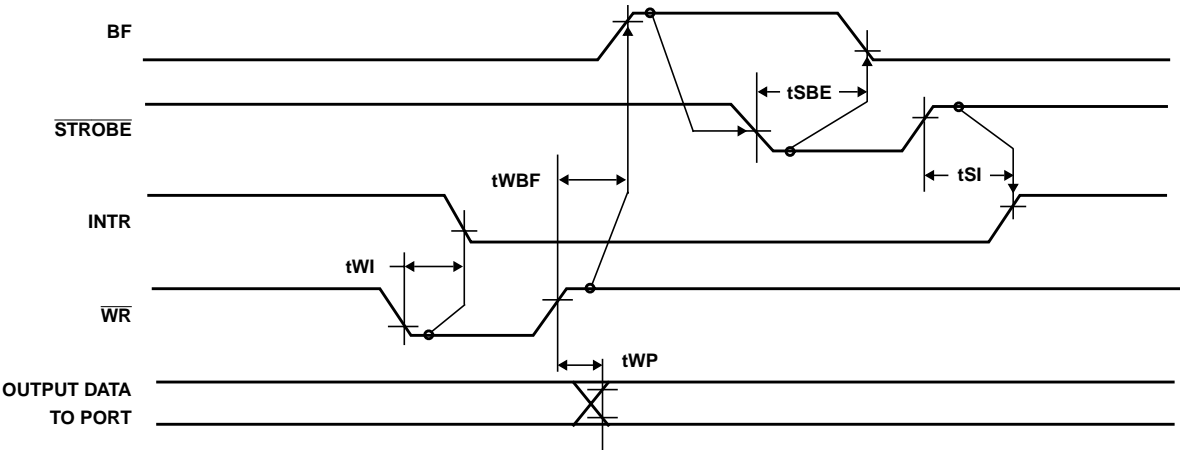 BF
tSBE
STROBE
tWBF
tSI
INTR
tWI
WR
tWP
OUTPUT DATA
TO PORT